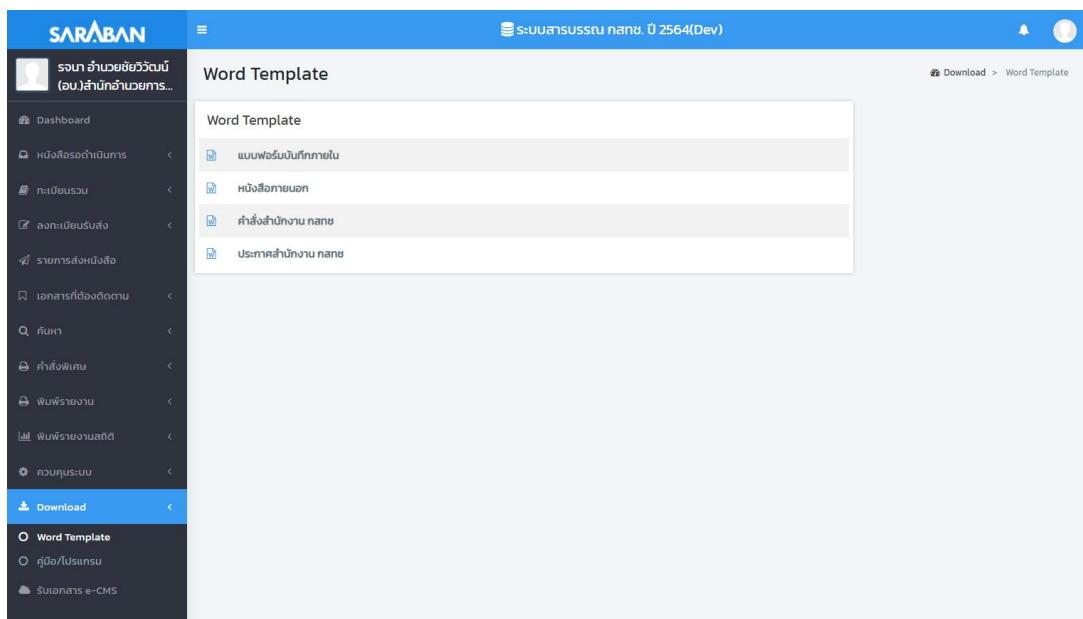 SARABAN
ระบบสารบรรณ กสทช. ปี 2564(Dev)
รจนา อำนวยชัยวิวัฒน์
(อบ.)สำนักอำนวยการ...
Word Template
Download > Word Template
Dashboard
หนังสือรอดำเนินการ
ทะเบียนรวม
ลงทะเบียนรับส่ง
รายการส่งหนังสือ
เอกสารที่ต้องติดตาม
ค้นหา
คำสั่งพิเศษ
พิมพ์รายงาน
พิมพ์รายงานสถิติ
ควบคุมระบบ
Download
Word Template
คู่มือ/โปรแกรม
รับเอกสาร e-CMS
Word Template
แบบฟอร์มบันทึกภายใน
หนังสือภายนอก
คำสั่งสำนักงาน กสทช
ประกาศสำนักงาน กสทช